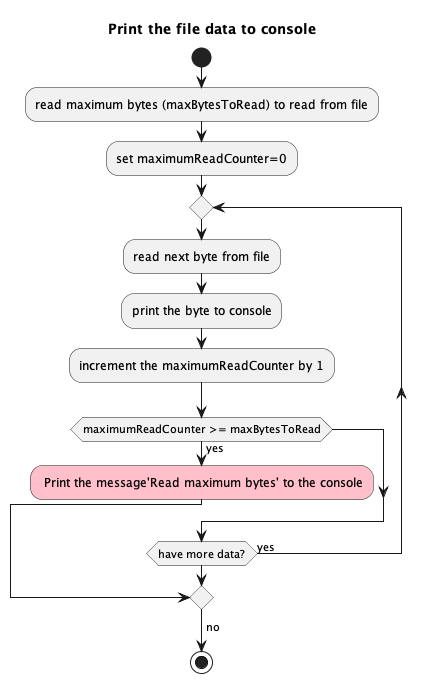 Print the file data to console
read maximum bytes (maxBytesToRead) to read from file
set maximumReadCounter=0
read next byte from file
print the byte to console
increment the maximumReadCounter by 1
maximumReadCounter >= maxBytesToRead
yes
Print the message'Read maximum bytes' to the console
have more data?
yes
no